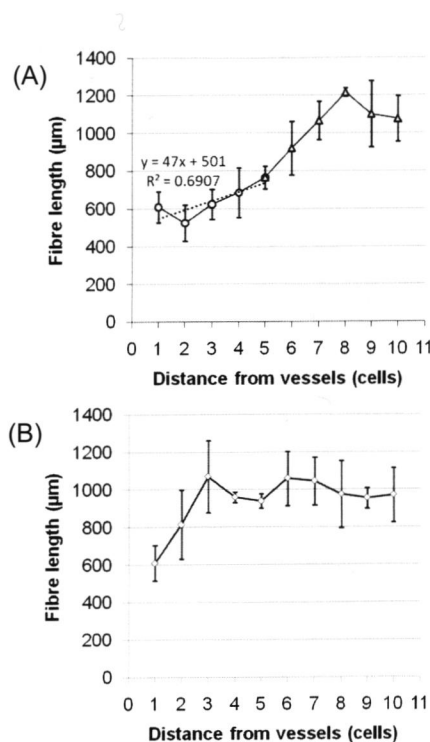 (A)
Fibre length (µm)
1400
1200
1000
800
600
400
200
0
y = 47x + 501
R² = 0.6907
0 1 2 3 4 5 6 7 8 9 10 11
Distance from vessels (cells)
(B)
Fibre length (µm)
1400
1200
1000
800
600
400
200
0
0 1 2 3 4 5 6 7 8 9 10 11
Distance from vessels (cells)